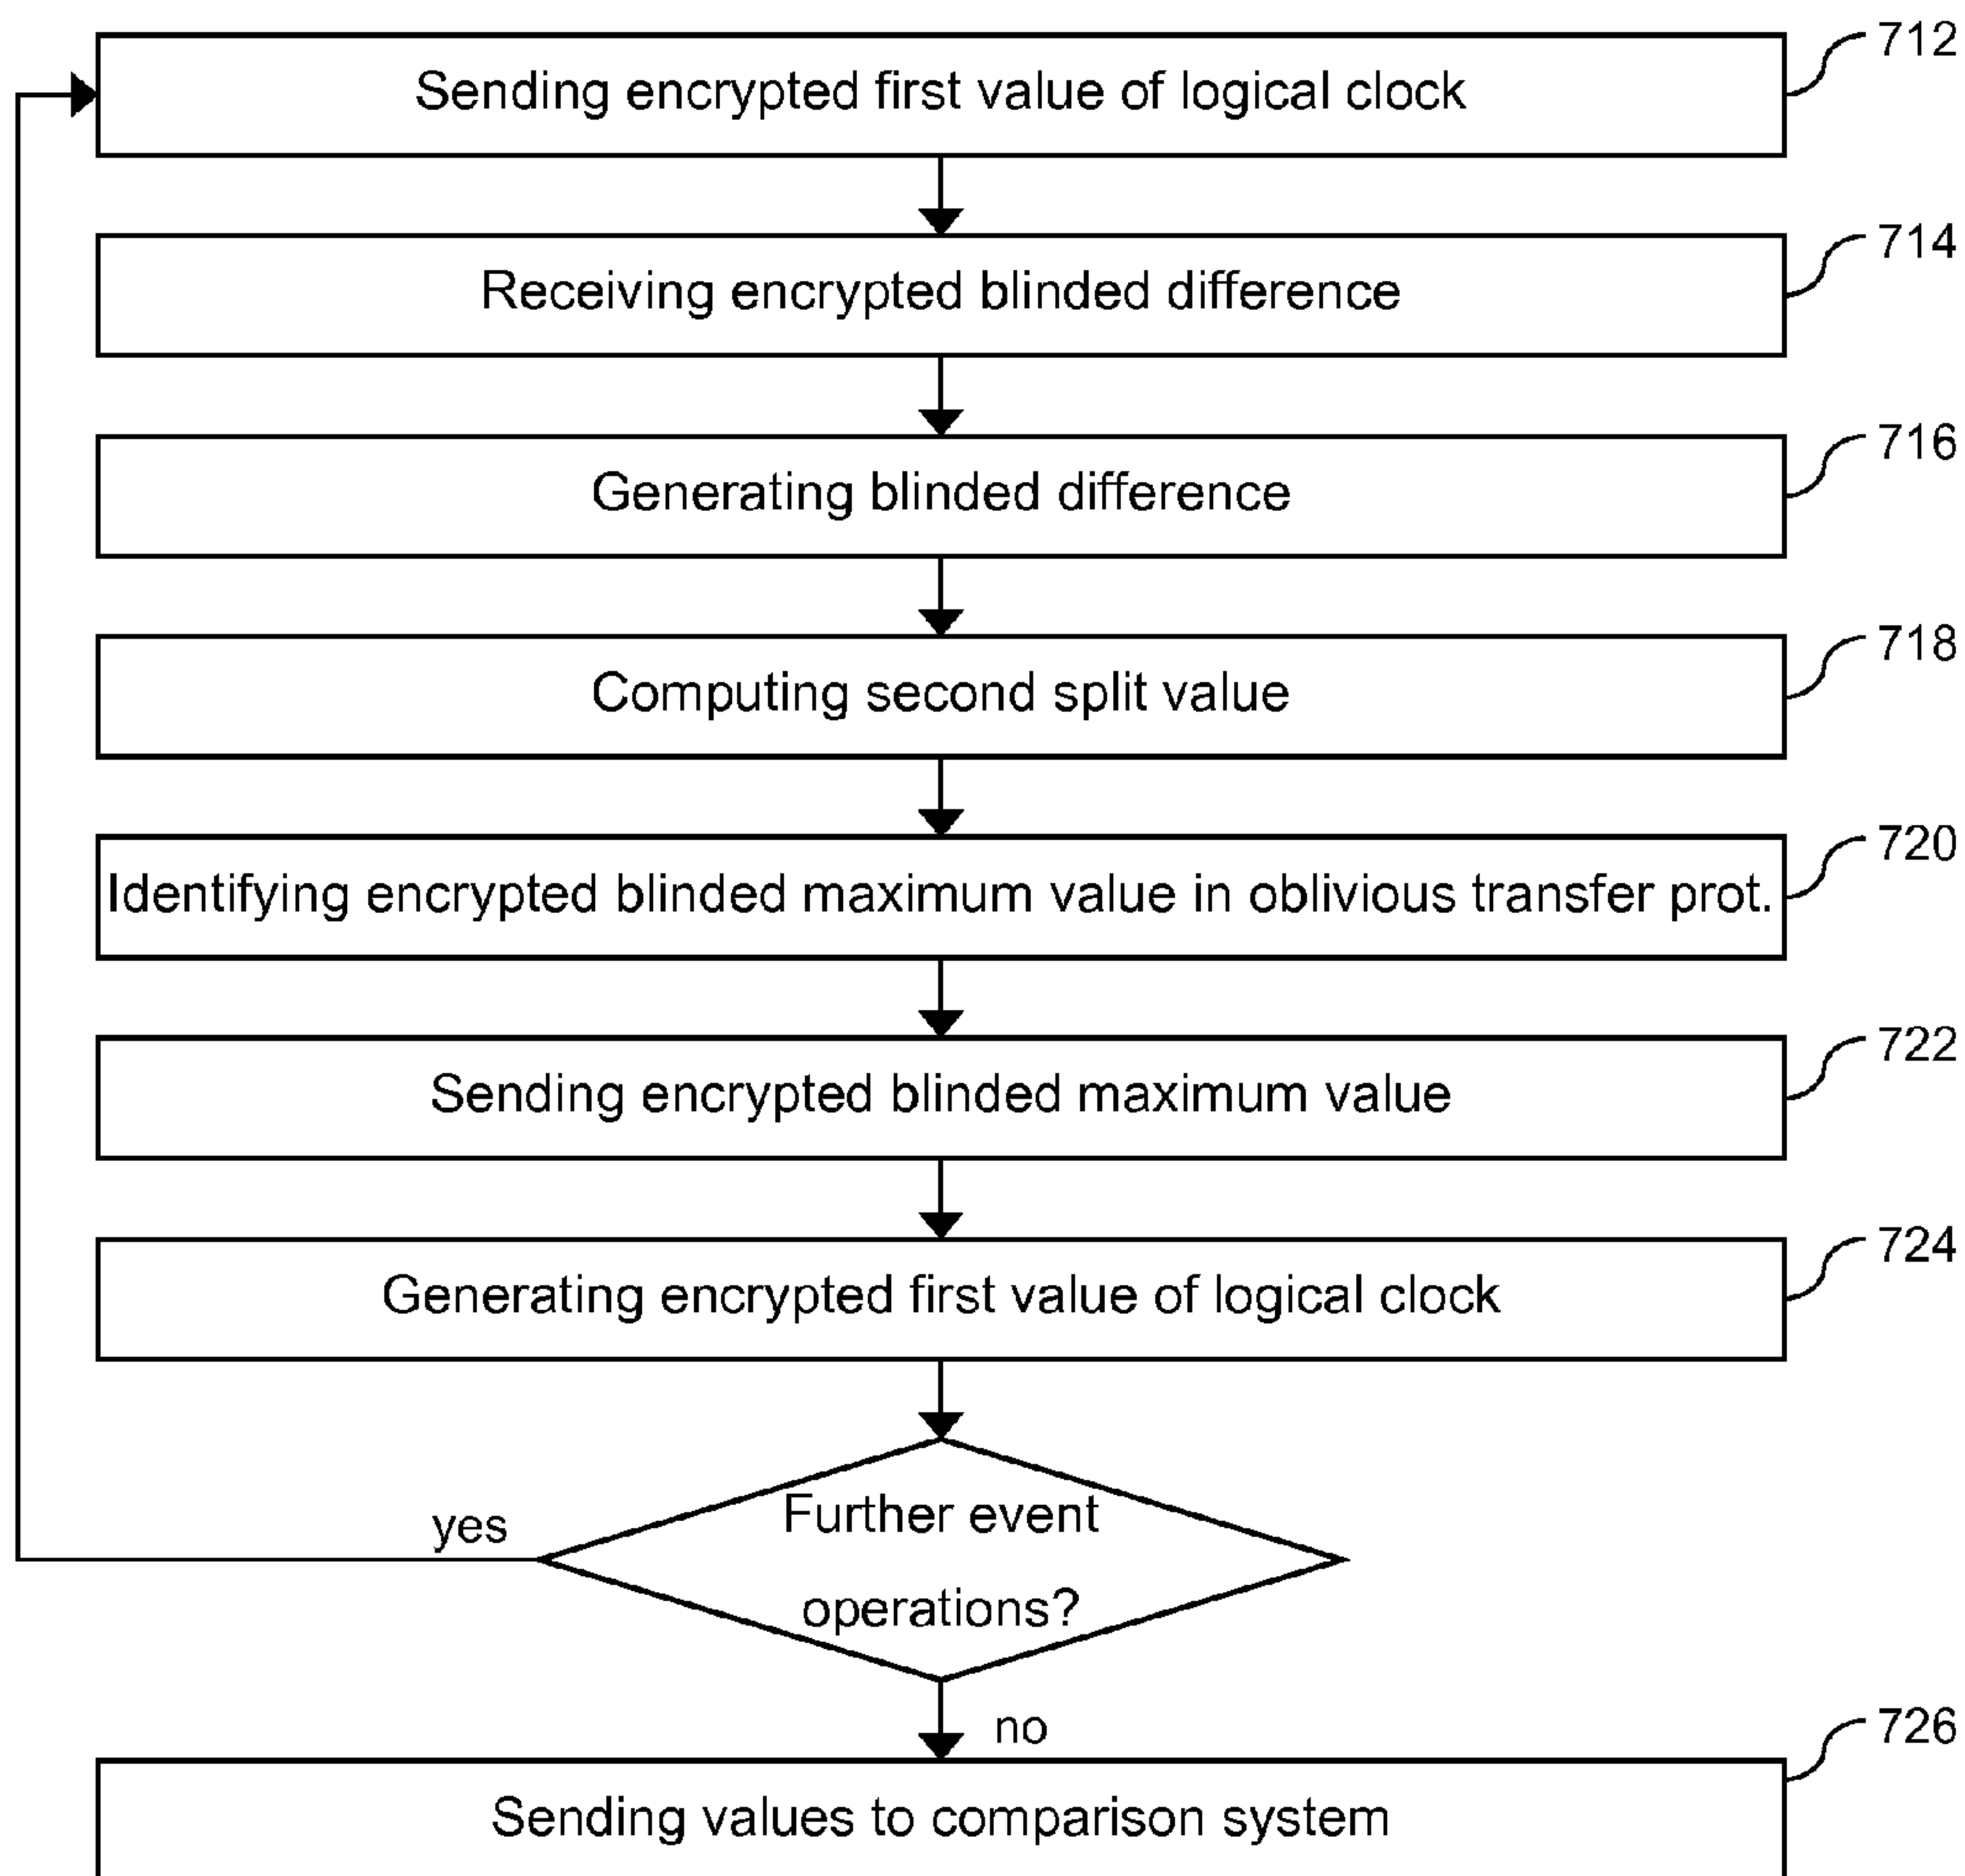 712
Sending encrypted first value of logical clock
714
Receiving encrypted blinded difference
716
Generating blinded difference
718
Computing second split value
720
Identifying encrypted blinded maximum value in oblivious transfer prot.
722
Sending encrypted blinded maximum value
724
Generating encrypted first value of logical clock
Further event
yes
operations?
no
726
Sending values to comparison system